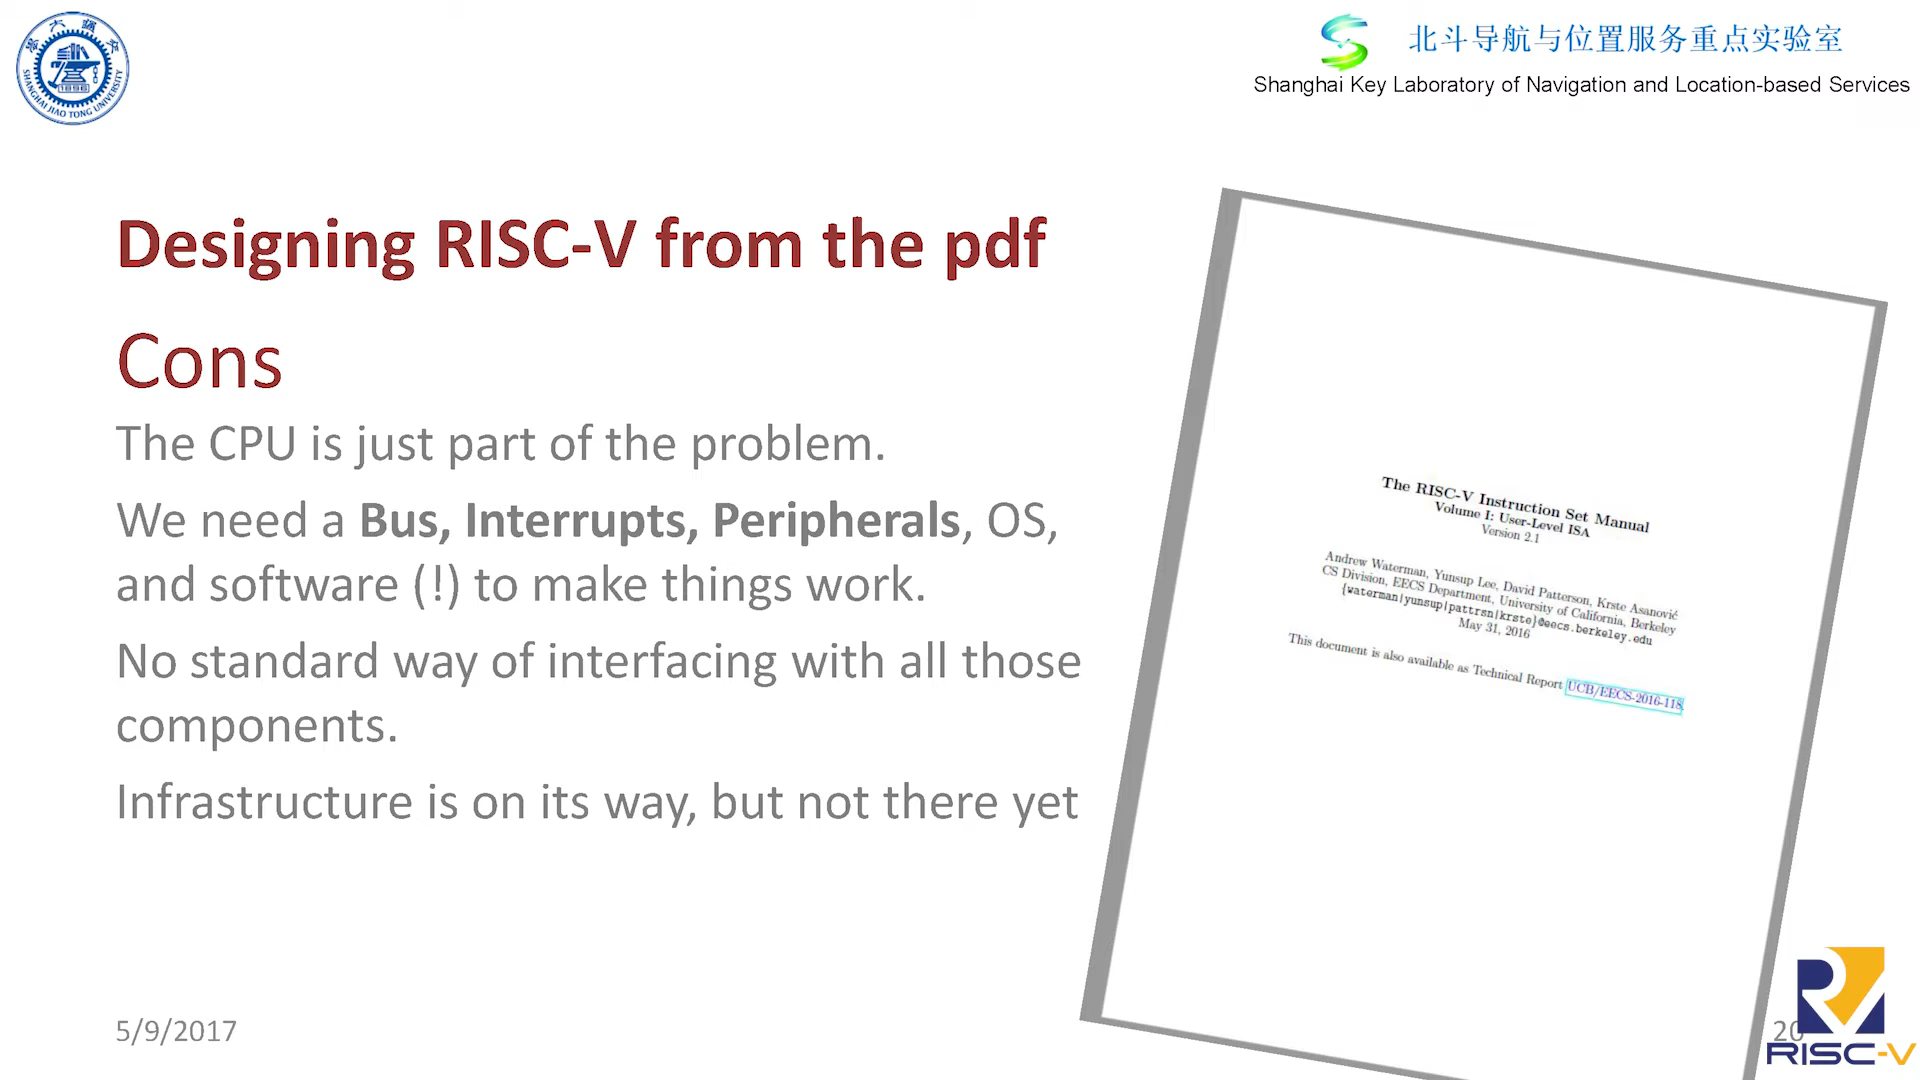 北斗导航与位置服务重点实验室
Shanghai Key Laboratory of Navigation and Location-based Services
SHANGHAI JIAO TONG UNIVERSITY
1896
Designing RISC-V from the pdf
Cons
The CPU is just part of the problem.
We need a Bus, Interrupts, Peripherals, OS,
and software (!) to make things work.
No standard way of interfacing with all those
components.
Infrastructure is on its way, but not there yet
The RISC-V Instruction Set Manual
Volume I: User-Level ISA
Version 2.1
Andrew Waterman, Yunsup Lee, David Patterson, Krste Asanović
CS Division, EECS Department, University of California, Berkeley
{waterman|yunsup|pattrsn|krste}@eecs.berkeley.edu
May 31, 2016
This document is also available as Technical Report UCB/EECS-2016-118.
5/9/2017
20
RISC-V